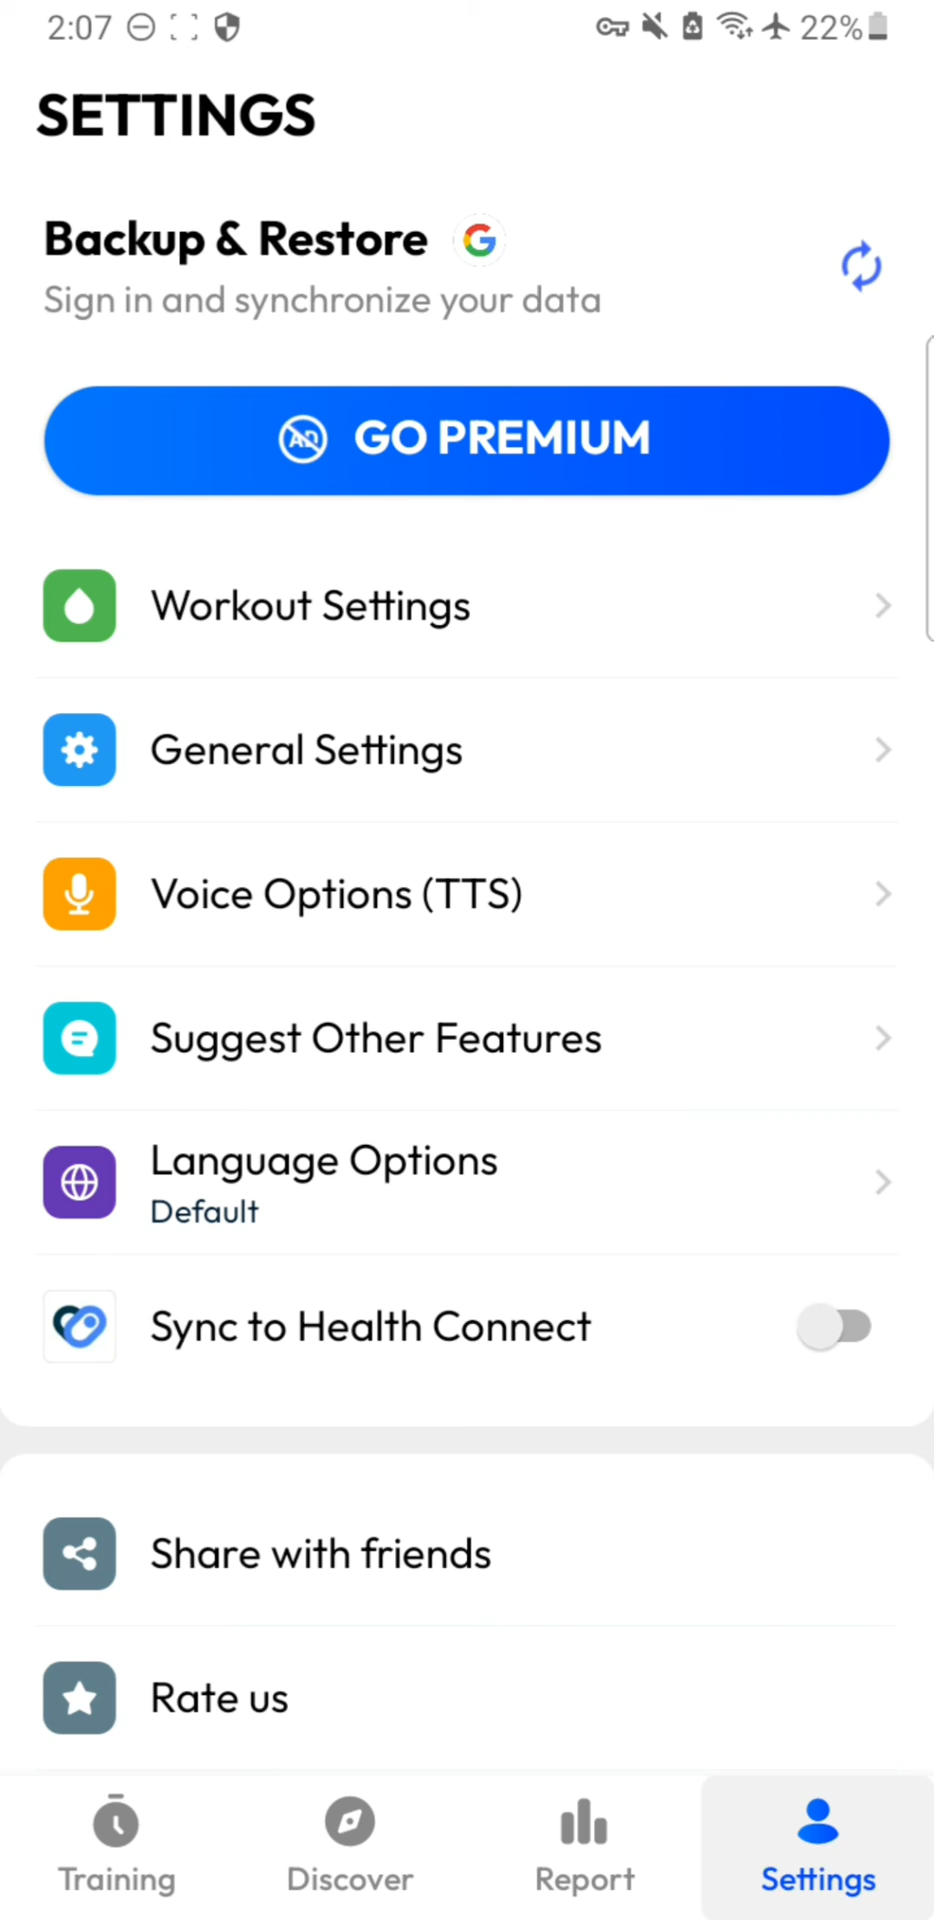 2:07
22%
SETTINGS
Backup & Restore
Sign in and synchronize your data
AD GO PREMIUM
Workout Settings
General Settings
Voice Options (TTS)
Suggest Other Features
Language Options
Default
Sync to Health Connect
Share with friends
Rate us
Training Discover Report Settings